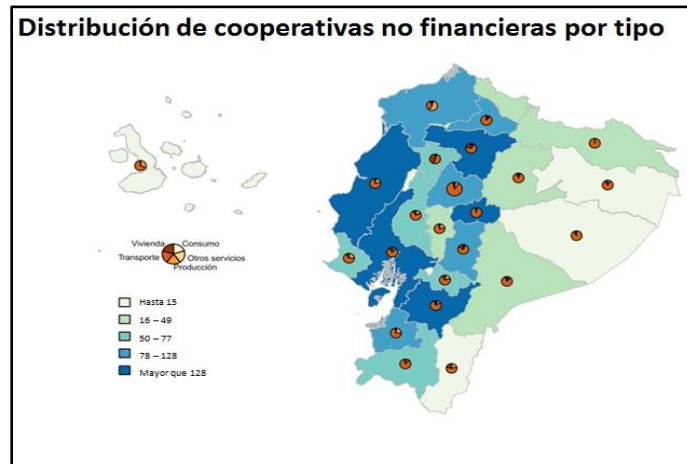 Distribución de cooperativas no financieras por tipo
Vivienda
Consumo
Transporte
Otros servicios
Producción
Hasta 15
16 – 49
50 – 77
78 – 128
Mayor que 128